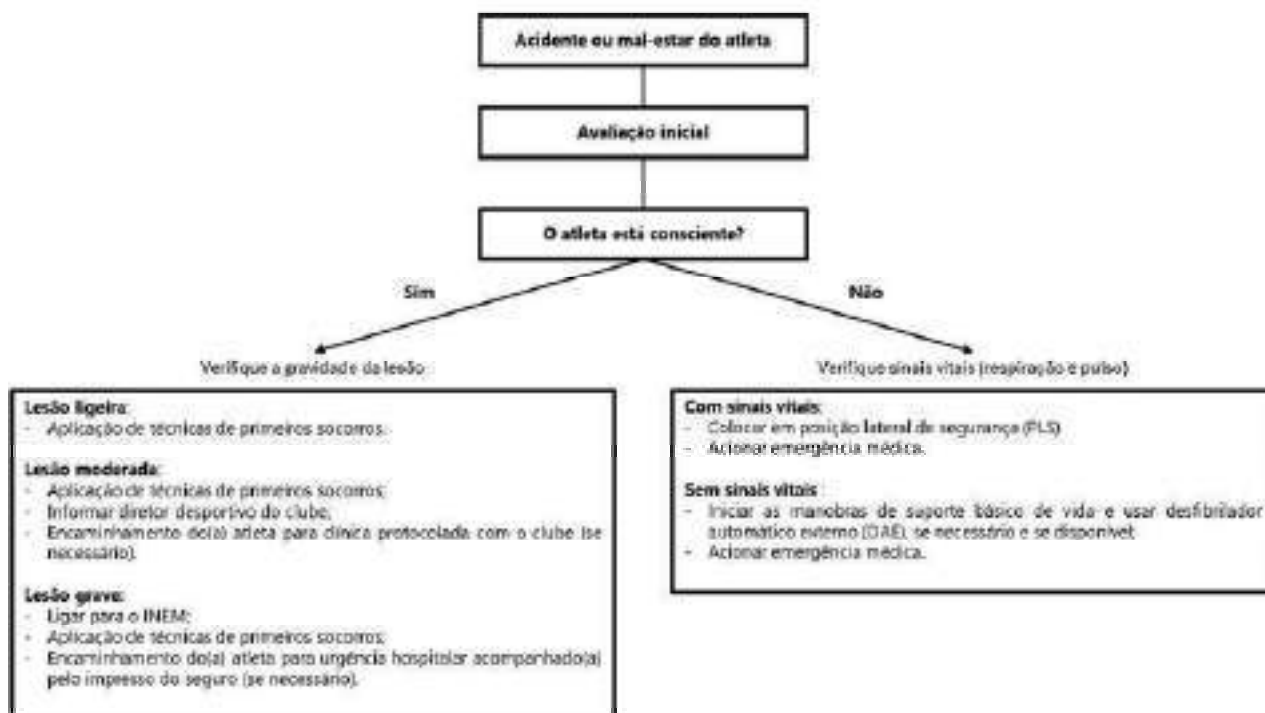 Acidente ou mal-estar do atleta
Avaliação inicial
O atleta está consciente?
Sim
Não
Verifique a gravidade da lesão
Lesão ligeira:
- Aplicação de técnicas de primeiros socorros.
Lesão moderada:
- Aplicação de técnicas de primeiros socorros;
- Informar diretor desportivo do clube;
- Encaminhamento do(a) atleta para clínica protocolada com o clube (se
necessário).
Lesão grave:
- Ligar para o INEM;
- Aplicação de técnicas de primeiros socorros;
- Encaminhamento do(a) atleta para urgência hospitalar acompanhado(a)
pelo impresso do seguro (se necessário).
Verifique sinais vitais (respiração e pulso)
Com sinais vitais:
- Colocar em posição lateral de segurança (PLS)
- Acionar emergência médica.
Sem sinais vitais
- Iniciar as manobras de suporte básico de vida e usar desfibrilador
automático externo (DAE), se necessário e se disponível;
- Acionar emergência médica.